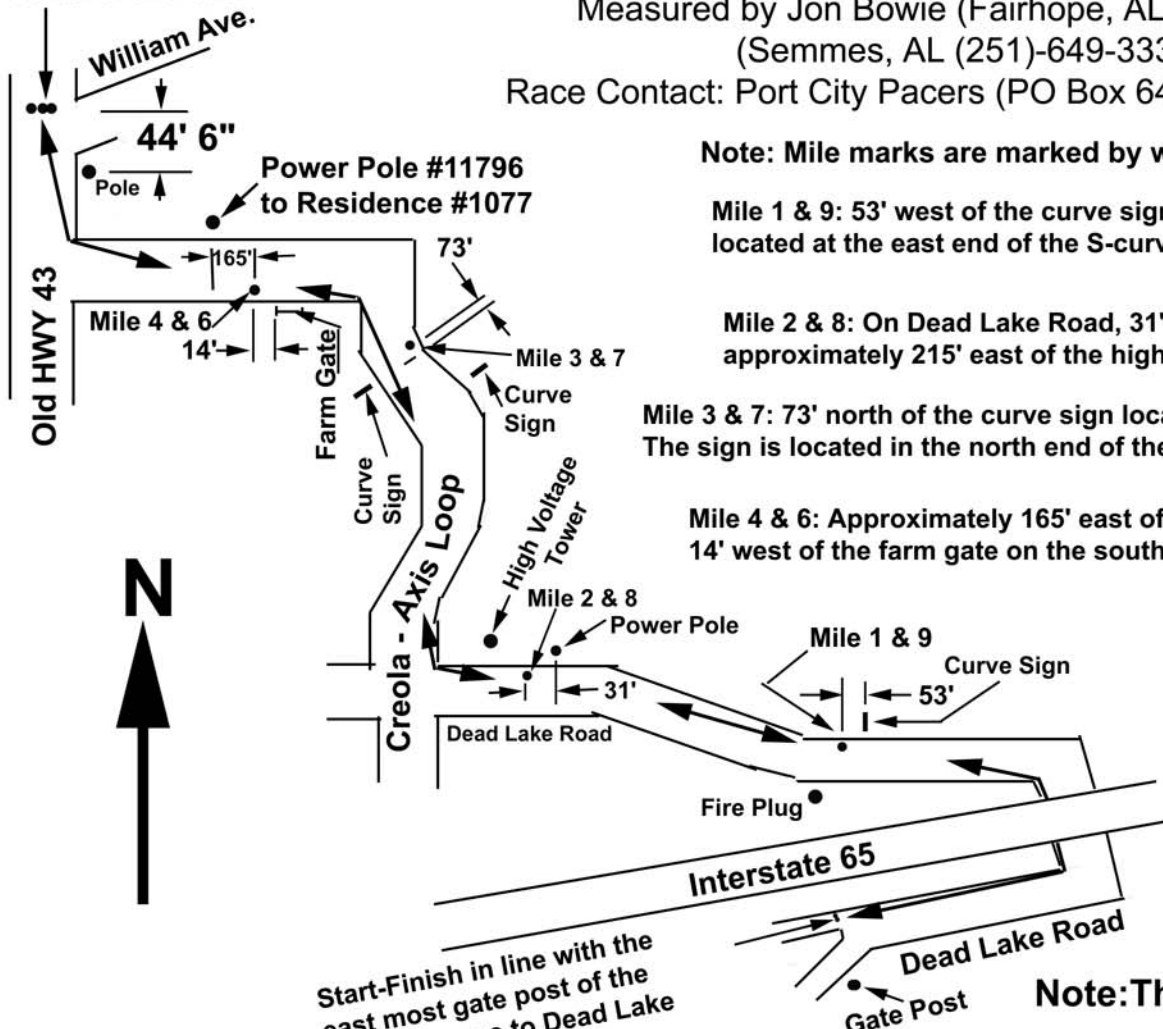 Measured by Jon Bowie (Fairhope, AL
(Semmes, AL (251)-649-333
Race Contact: Port City Pacers (PO Box 64
William Ave.
44' 6"
Pole
Power Pole #11796
to Residence #1077
Note: Mile marks are marked by w
Mile 1 & 9: 53' west of the curve sign
located at the east end of the S-curv
Old HWY 43
165'
73'
Mile 4 & 6
14'
Farm Gate
Mile 3 & 7
Curve
Sign
Curve
Sign
Mile 2 & 8: On Dead Lake Road, 31'
approximately 215' east of the high
Mile 3 & 7: 73' north of the curve sign loca
The sign is located in the north end of the
Mile 4 & 6: Approximately 165' east of
14' west of the farm gate on the south
N
Creola - Axis Loop
High Voltage
Tower
Mile 2 & 8
Power Pole
31'
Dead Lake Road
Mile 1 & 9
Curve Sign
53'
Fire Plug
Interstate 65
Dead Lake Road
Start-Finish in line with the
east most gate post of the
to Dead Lake
Gate Post
Note:Th